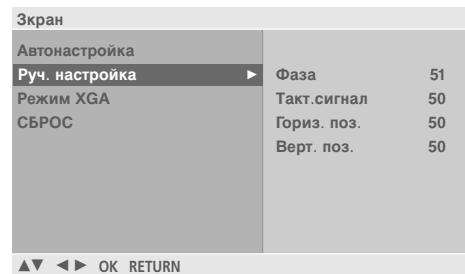 Зкран
Автонастройка
Руч. настройка ► Фаза 51
Режим XGA Такт.сигнал 50
СБРОС Гориз. поз. 50
Верт. поз. 50
▲▼ ◄► OK RETURN